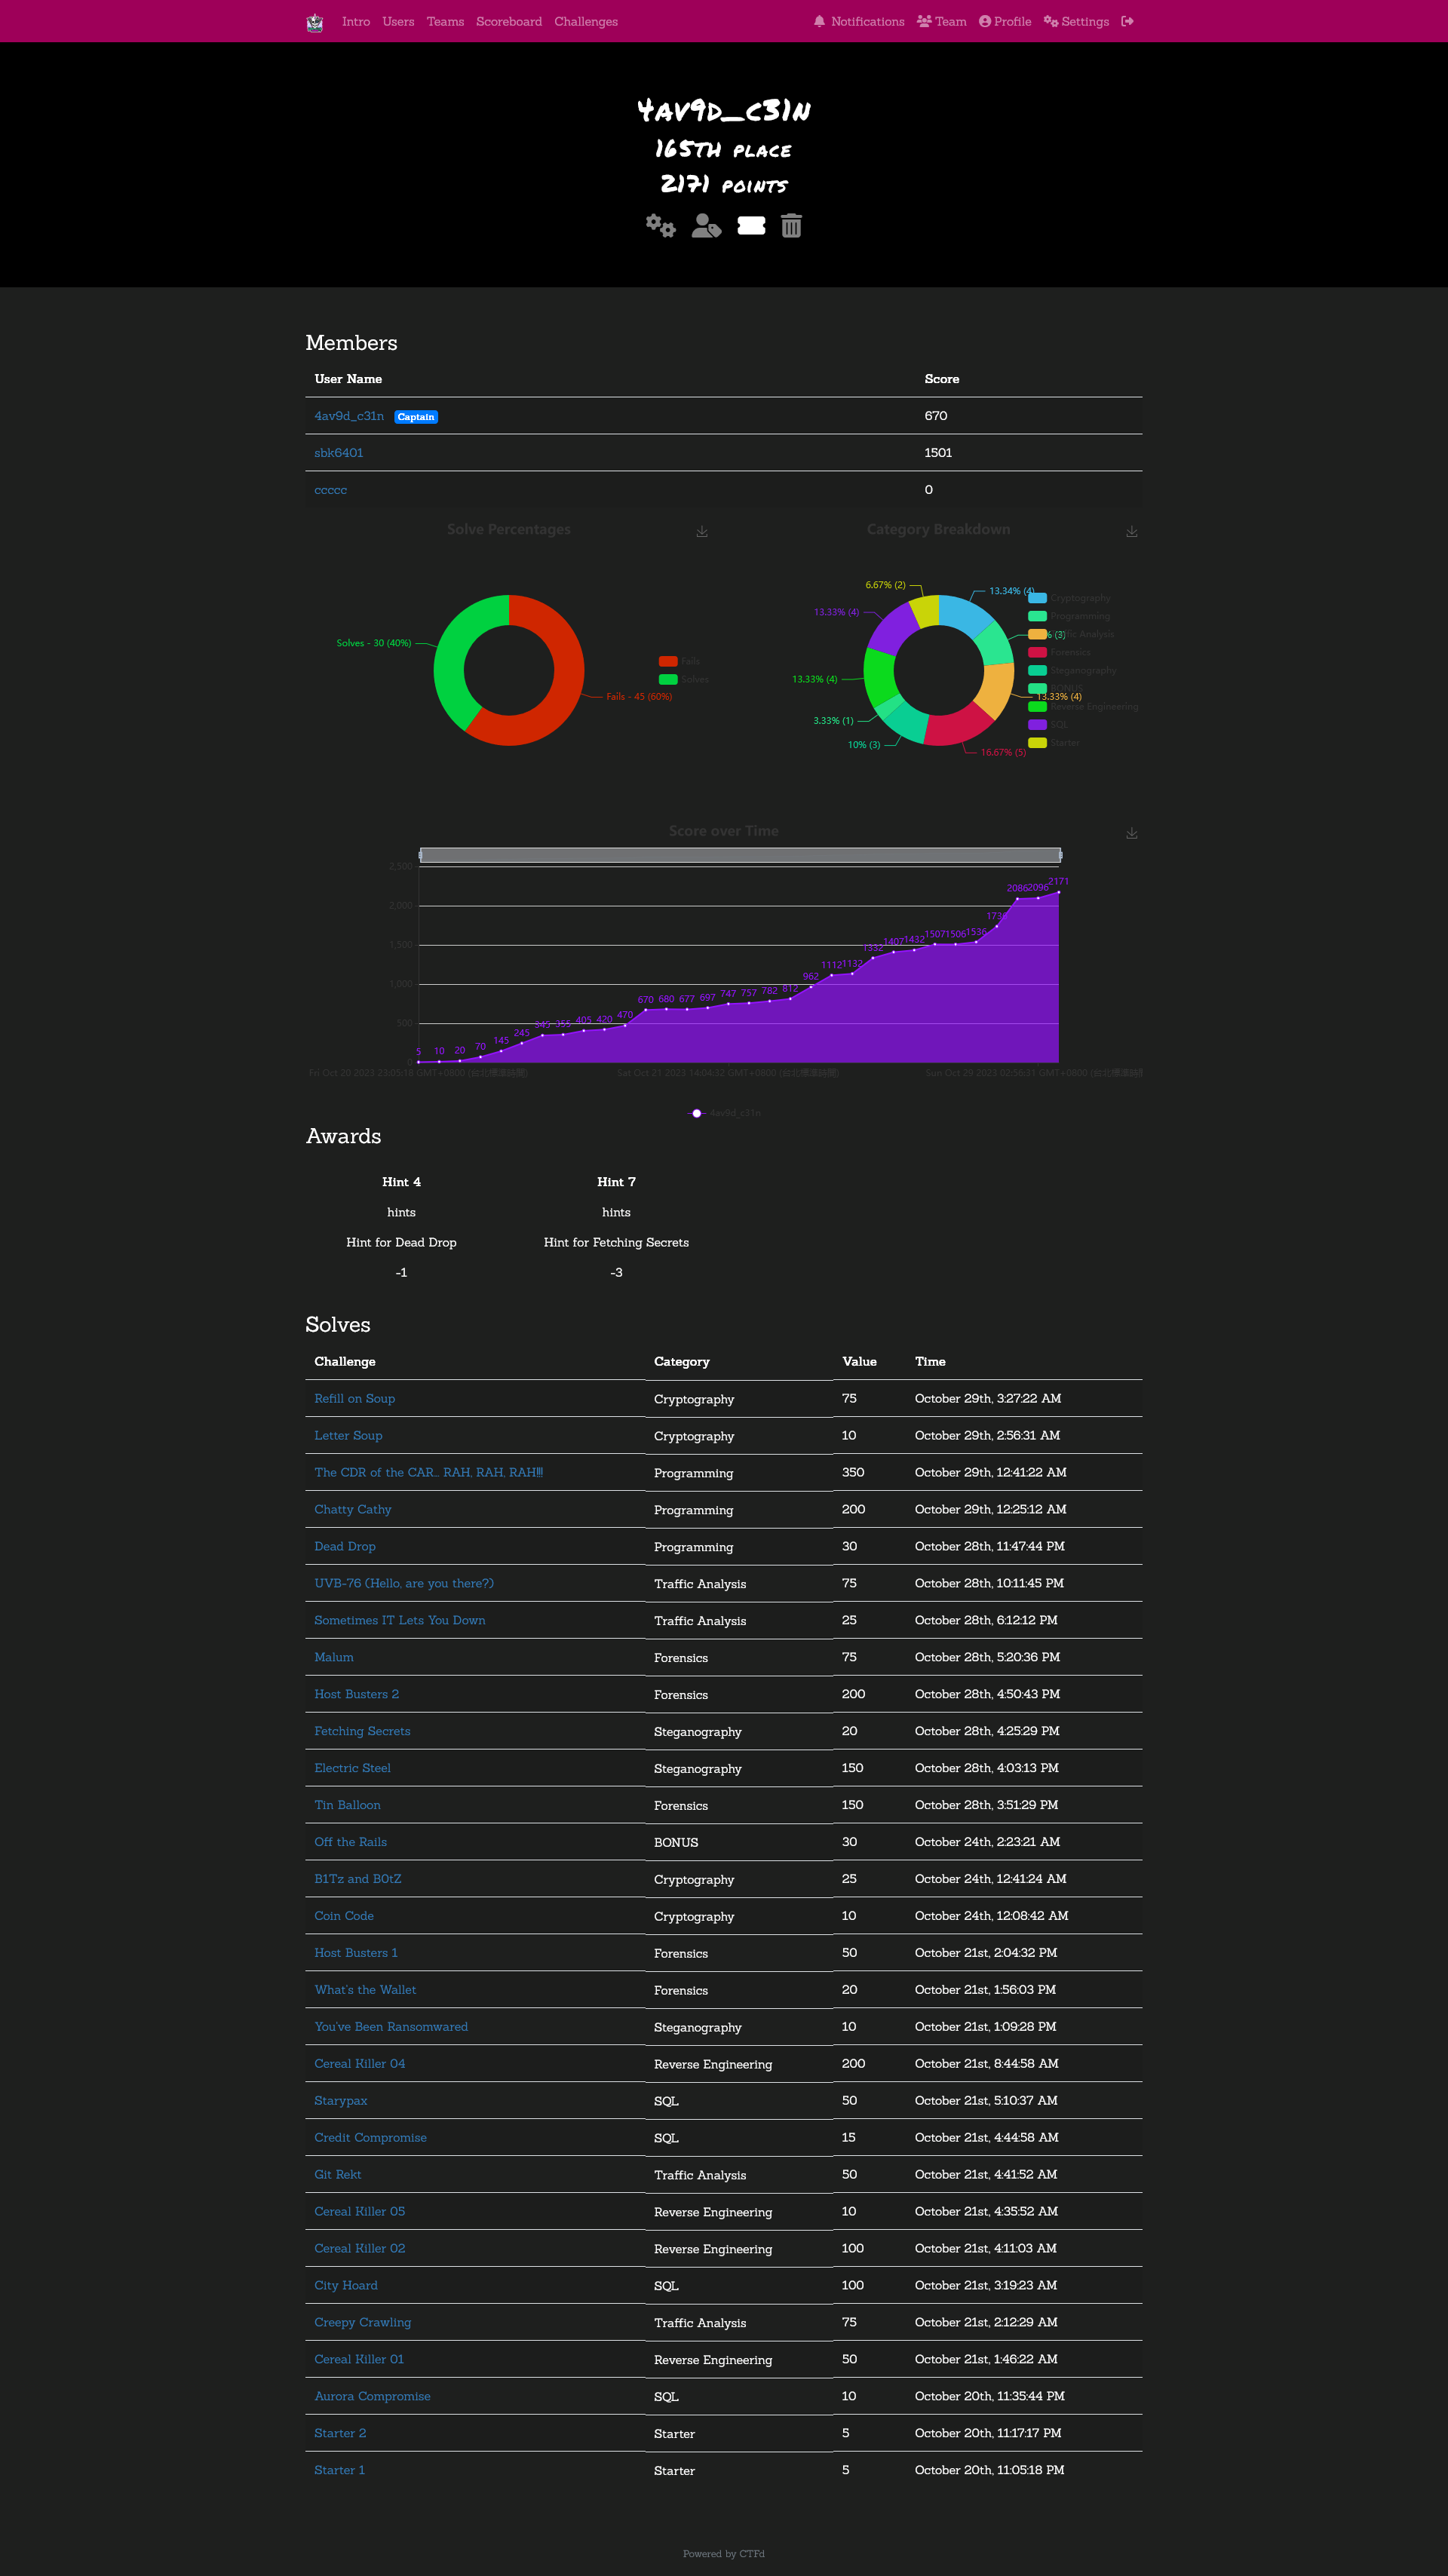 Intro Users Teams Scoreboard Challenges Notifications Team Profile Settings
4av9d_c31n
165th place
2171 points
Members
User Name Score
4av9d_c31n Captain 670
sbk6401 1501
ccccc 0
Solve Percentages
Solves - 30 (40%)
Fails - 45 (60%)
Fails
Solves
Category Breakdown
6.67% (2)
13.34% (4)
13.33% (4)
% (3)
13.33% (4)
13.33% (4)
3.33% (1)
10% (3)
16.67% (5)
Cryptography
Programming
Analysis
Forensics
Steganography
BONUS
Reverse Engineering
SQL
Starter
Score over Time
2,500
2,000
1,500
1,000
500
0
5 10 20 70 145 245 345 355 405 420 470 670 680 677 697 747 757 782 812 962 1112 1132 1332 1407 1432 1507 1506 1536 1736 2086 2096 2171
Fri Oct 20 2023 23:05:18 GMT+0800 (台北標準時間) Sat Oct 21 2023 14:04:32 GMT+0800 (台北標準時間) Sun Oct 29 2023 02:56:31 GMT+0800 (台北標準時
4av9d_c31n
Awards
Hint 4 Hint 7
hints hints
Hint for Dead Drop Hint for Fetching Secrets
-1 -3
Solves
Challenge Category Value Time
Refill on Soup Cryptography 75 October 29th, 3:27:22 AM
Letter Soup Cryptography 10 October 29th, 2:56:31 AM
The CDR of the CAR... RAH, RAH, RAH!!! Programming 350 October 29th, 12:41:22 AM
Chatty Cathy Programming 200 October 29th, 12:25:12 AM
Dead Drop Programming 30 October 28th, 11:47:44 PM
UVB-76 (Hello, are you there?) Traffic Analysis 75 October 28th, 10:11:45 PM
Sometimes IT Lets You Down Traffic Analysis 25 October 28th, 6:12:12 PM
Malum Forensics 75 October 28th, 5:20:36 PM
Host Busters 2 Forensics 200 October 28th, 4:50:43 PM
Fetching Secrets Steganography 20 October 28th, 4:25:29 PM
Electric Steel Steganography 150 October 28th, 4:03:13 PM
Tin Balloon Forensics 150 October 28th, 3:51:29 PM
Off the Rails BONUS 30 October 24th, 2:23:21 AM
B1Tz and B0tZ Cryptography 25 October 24th, 12:41:24 AM
Coin Code Cryptography 10 October 24th, 12:08:42 AM
Host Busters 1 Forensics 50 October 21st, 2:04:32 PM
What's the Wallet Forensics 20 October 21st, 1:56:03 PM
You've Been Ransomwared Steganography 10 October 21st, 1:09:28 PM
Cereal Killer 04 Reverse Engineering 200 October 21st, 8:44:58 AM
Starypax SQL 50 October 21st, 5:10:37 AM
Credit Compromise SQL 15 October 21st, 4:44:58 AM
Git Rekt Traffic Analysis 50 October 21st, 4:41:52 AM
Cereal Killer 05 Reverse Engineering 10 October 21st, 4:35:52 AM
Cereal Killer 02 Reverse Engineering 100 October 21st, 4:11:03 AM
City Hoard SQL 100 October 21st, 3:19:23 AM
Creepy Crawling Traffic Analysis 75 October 21st, 2:12:29 AM
Cereal Killer 01 Reverse Engineering 50 October 21st, 1:46:22 AM
Aurora Compromise SQL 10 October 20th, 11:35:44 PM
Starter 2 Starter 5 October 20th, 11:17:17 PM
Starter 1 Starter 5 October 20th, 11:05:18 PM
Powered by CTFd